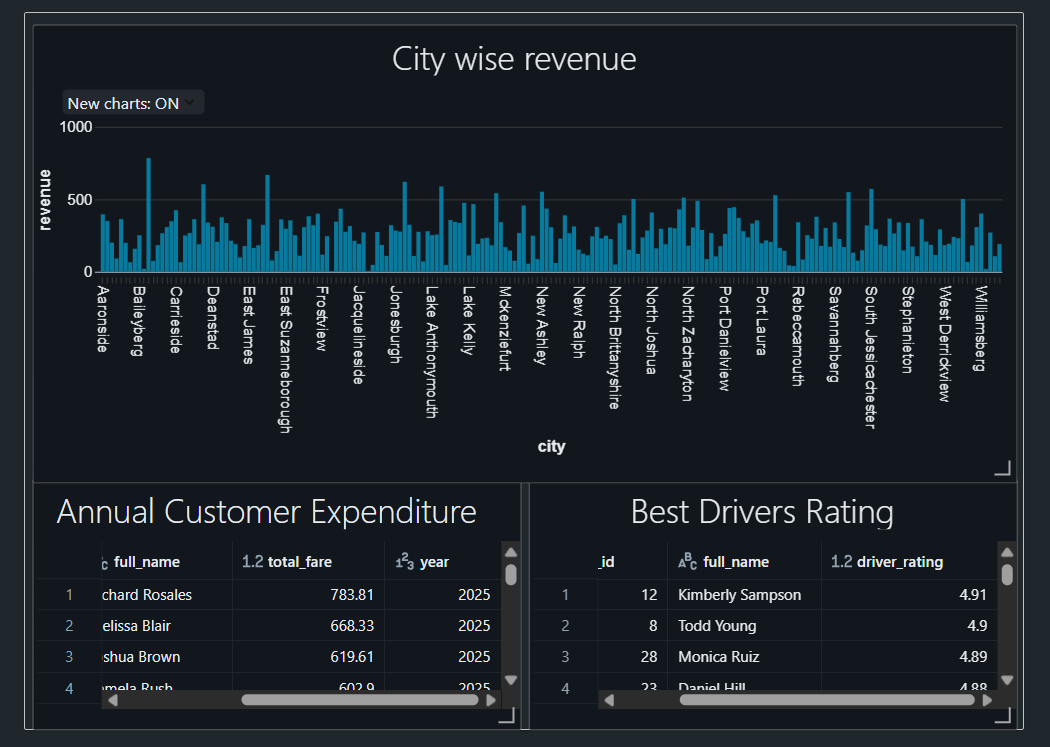 City wise revenue
New charts: ON
1000
500
0
revenue
Aaronside
Baileyberg
Carrieside
Deanstad
East James
East Suzanneborough
Frostview
Jacquelineside
Jonesburgh
Lake Anthonymouth
Lake Kelly
Mckenziefurt
New Ashley
New Ralph
North Brittanyshire
North Joshua
North Zacharyton
Port Danielview
Port Laura
Rebeccamouth
Savannahberg
South Jessicachester
Stephanieton
West Derrickview
Williamsberg
city
Annual Customer Expenditure
full_name 1.2 total_fare 123 year
1 chard Rosales 783.81 2025
2 elissa Blair 668.33 2025
3 shua Brown 619.61 2025
4 mela Rush 602.9 2025
Best Drivers Rating
_id ABC full_name 1.2 driver_rating
1 12 Kimberly Sampson 4.91
2 8 Todd Young 4.9
3 28 Monica Ruiz 4.89
4 23 Daniel Hill 4.88